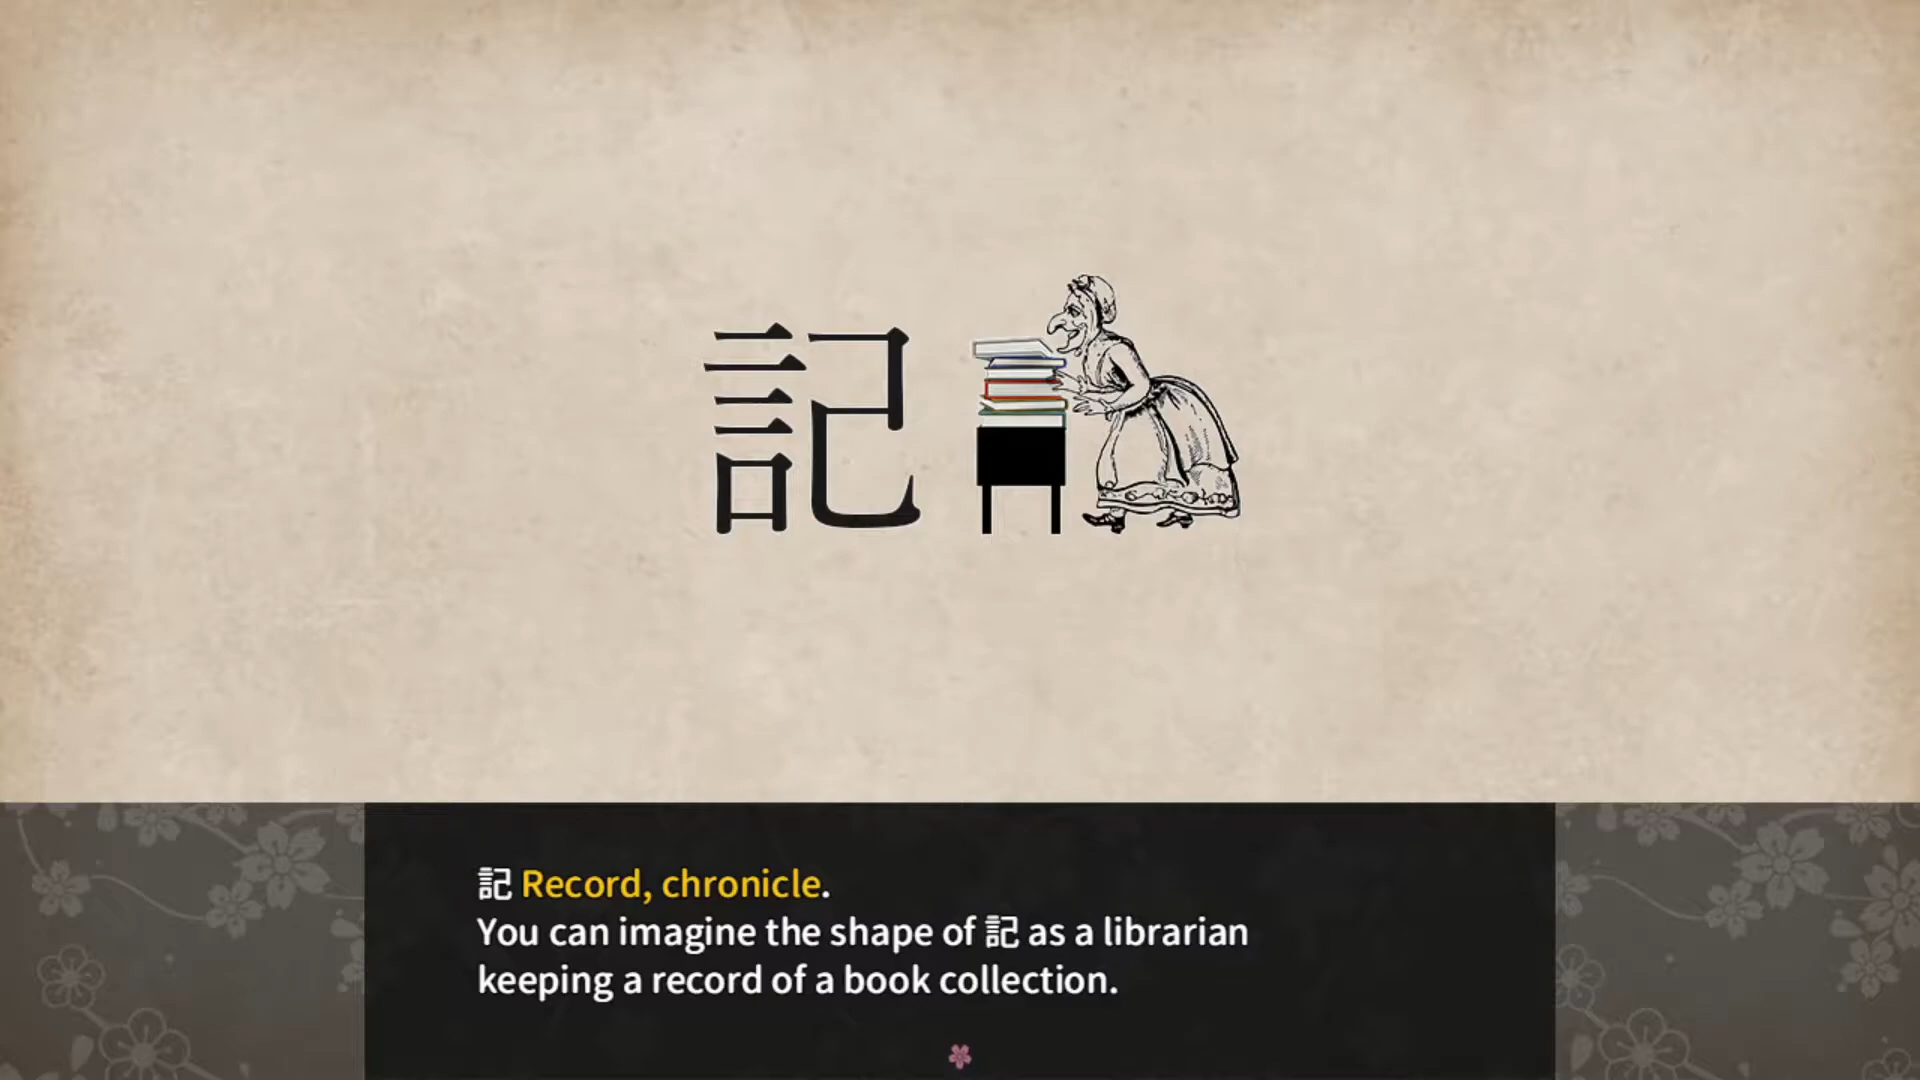 記
記 Record, chronicle.
You can imagine the shape of 記 as a librarian
keeping a record of a book collection.